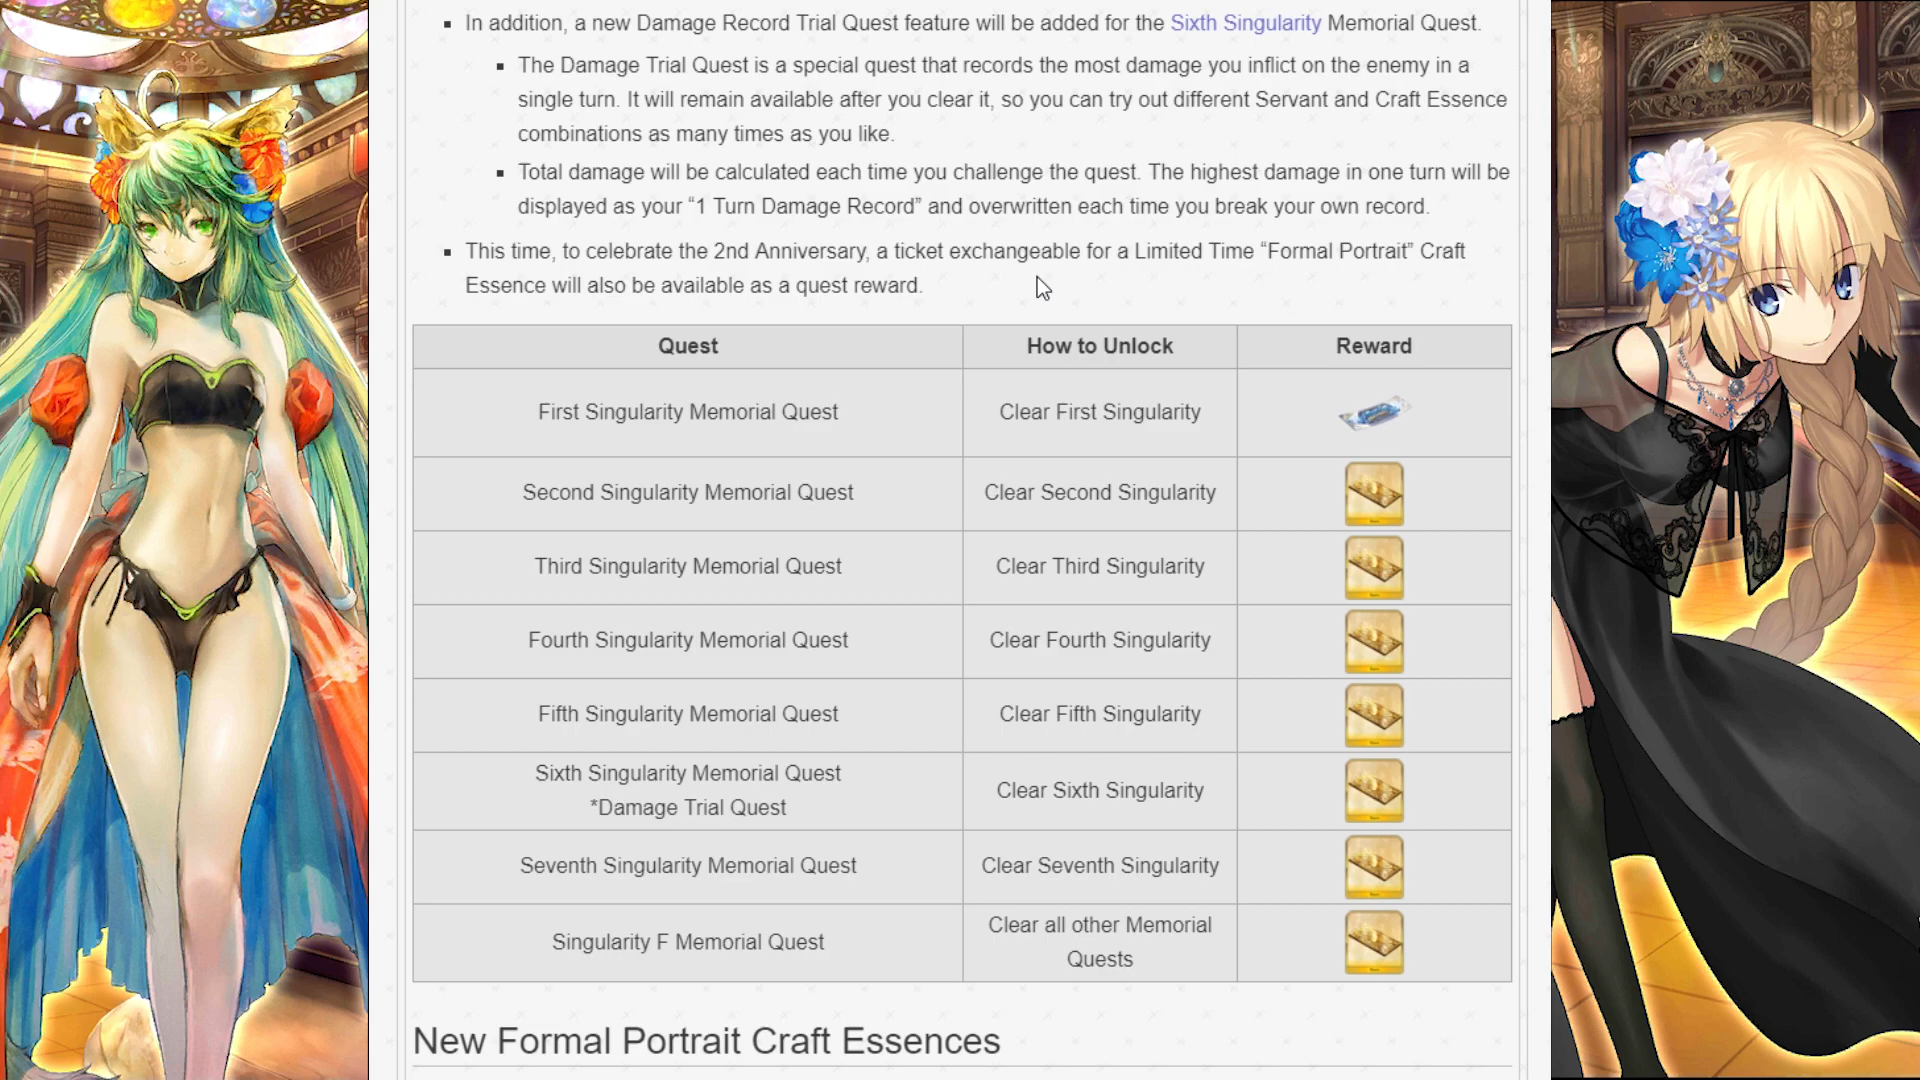 In addition, a new Damage Record Trial Quest feature will be added for the Sixth Singularity Memorial Quest.
The Damage Trial Quest is a special quest that records the most damage you inflict on the enemy in a
single turn. It will remain available after you clear it, so you can try out different Servant and Craft Essence
combinations as many times as you like.
Total damage will be calculated each time you challenge the quest. The highest damage in one turn will be
displayed as your “1 Turn Damage Record” and overwritten each time you break your own record.
This time, to celebrate the 2nd Anniversary, a ticket exchangeable for a Limited Time “Formal Portrait” Craft
Essence will also be available as a quest reward.
Quest How to Unlock Reward
First Singularity Memorial Quest Clear First Singularity
Second Singularity Memorial Quest Clear Second Singularity
Third Singularity Memorial Quest Clear Third Singularity
Fourth Singularity Memorial Quest Clear Fourth Singularity
Fifth Singularity Memorial Quest Clear Fifth Singularity
Sixth Singularity Memorial Quest
*Damage Trial Quest
Clear Sixth Singularity
Seventh Singularity Memorial Quest Clear Seventh Singularity
Singularity F Memorial Quest
Clear all other Memorial
Quests
New Formal Portrait Craft Essences